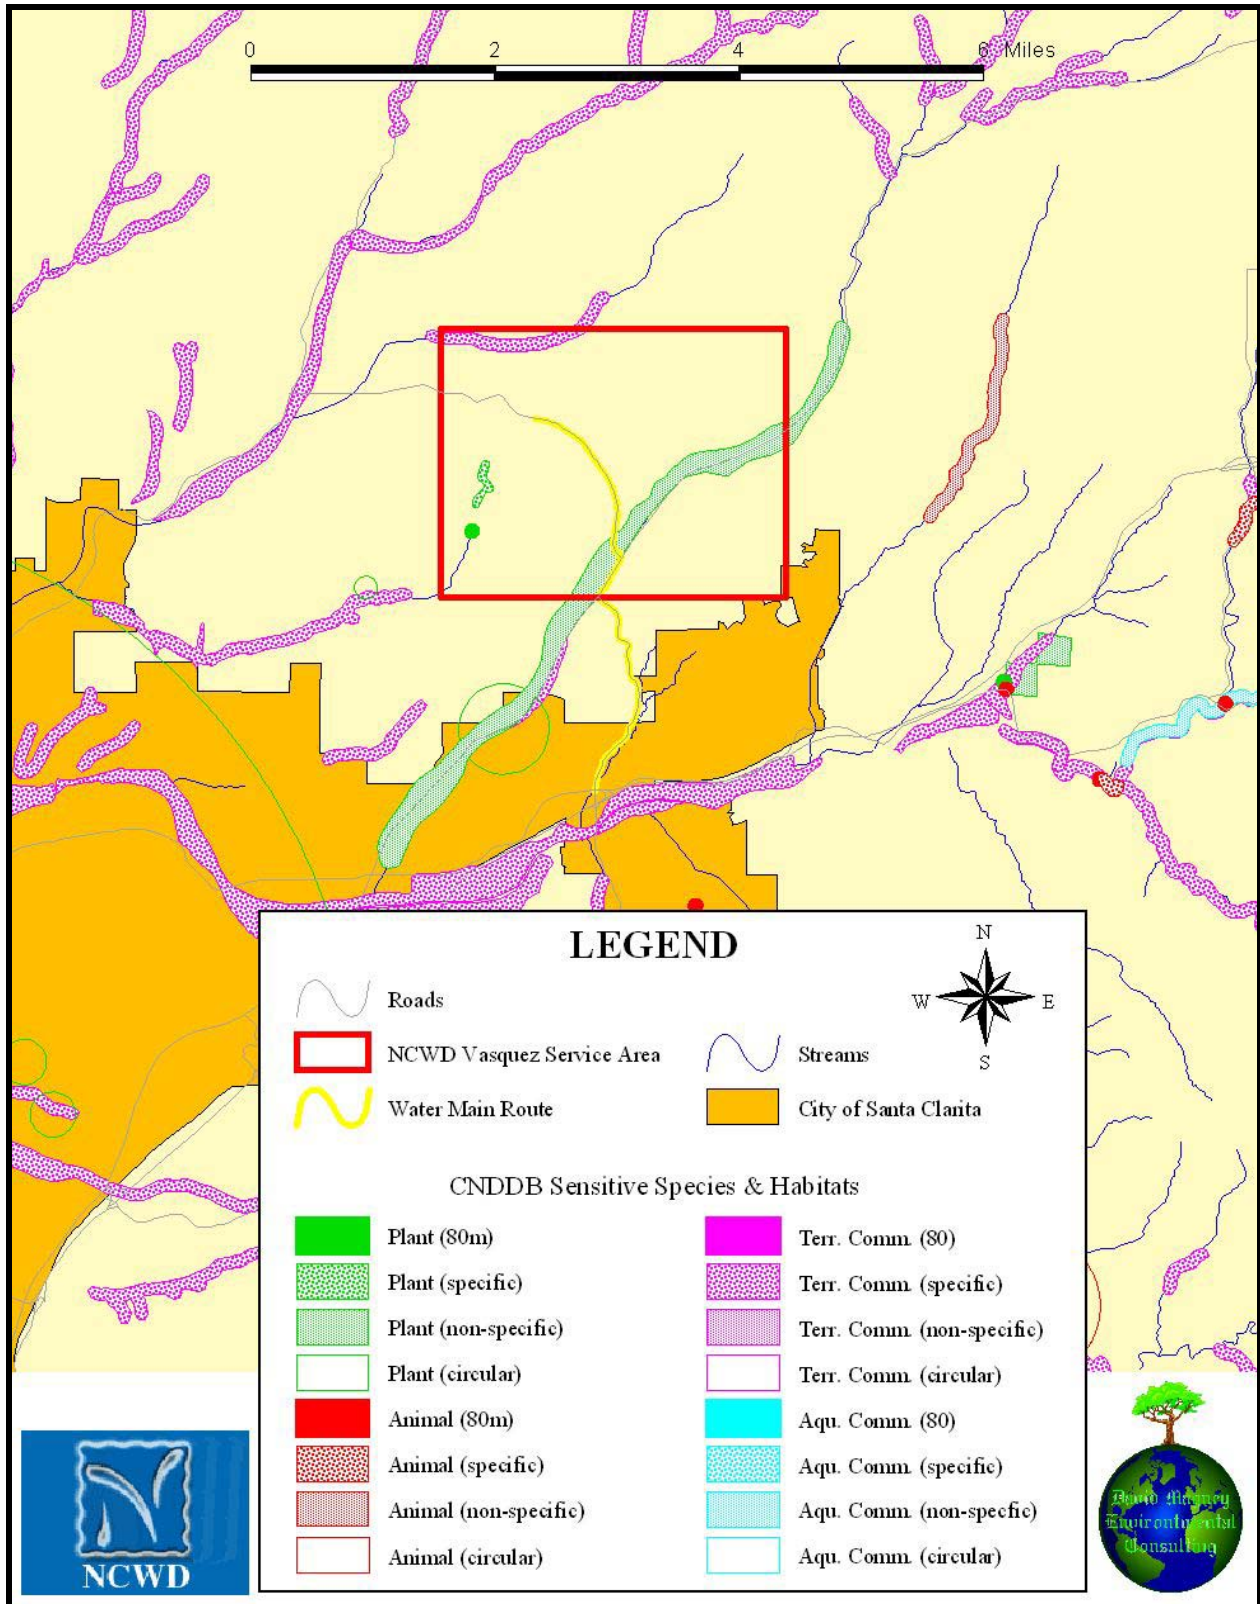 0 2 4 6 Miles
LEGEND
N
W E
S
Roads
NCWD Vasquez Service Area
Streams
Water Main Route
City of Santa Clarita
CNDDB Sensitive Species & Habitats
Plant (80m)
Terr. Comm. (80)
Plant (specific)
Terr. Comm. (specific)
Plant (non-specific)
Terr. Comm. (non-specific)
Plant (circular)
Terr. Comm. (circular)
Animal (80m)
Aqu. Comm. (80)
Animal (specific)
Aqu. Comm. (specific)
Animal (non-specific)
Aqu. Comm. (non-specfic)
Animal (circular)
Aqu. Comm. (circular)
NCWD
David Magney
Environmental
Consulting